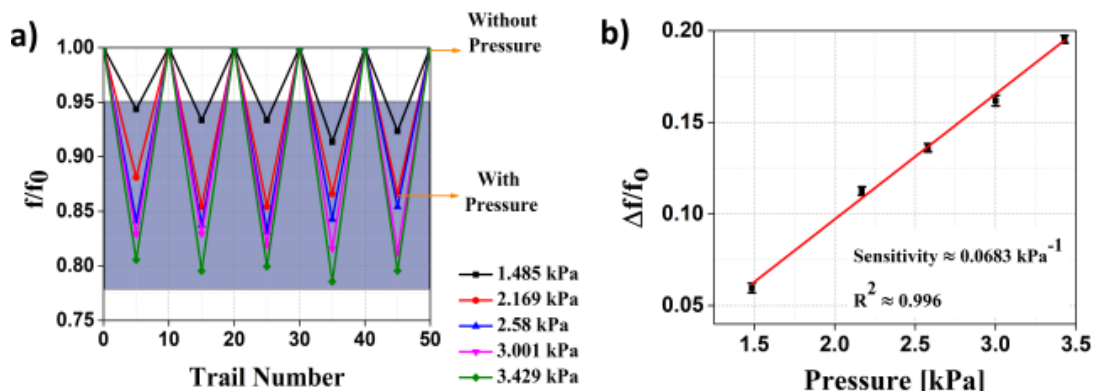 a)
Without
Pressure
1.00
0.95
0.90
0.85
0.80
0.75
f/f₀
With
Pressure
0 10 20 30 40 50
Trail Number
1.485 kPa
2.169 kPa
2.58 kPa
3.001 kPa
3.429 kPa
b)
0.20
0.15
0.10
0.05
Δf/f₀
Sensitivity ≈ 0.0683 kPa⁻¹
R² ≈ 0.996
1.5 2.0 2.5 3.0 3.5
Pressure [kPa]